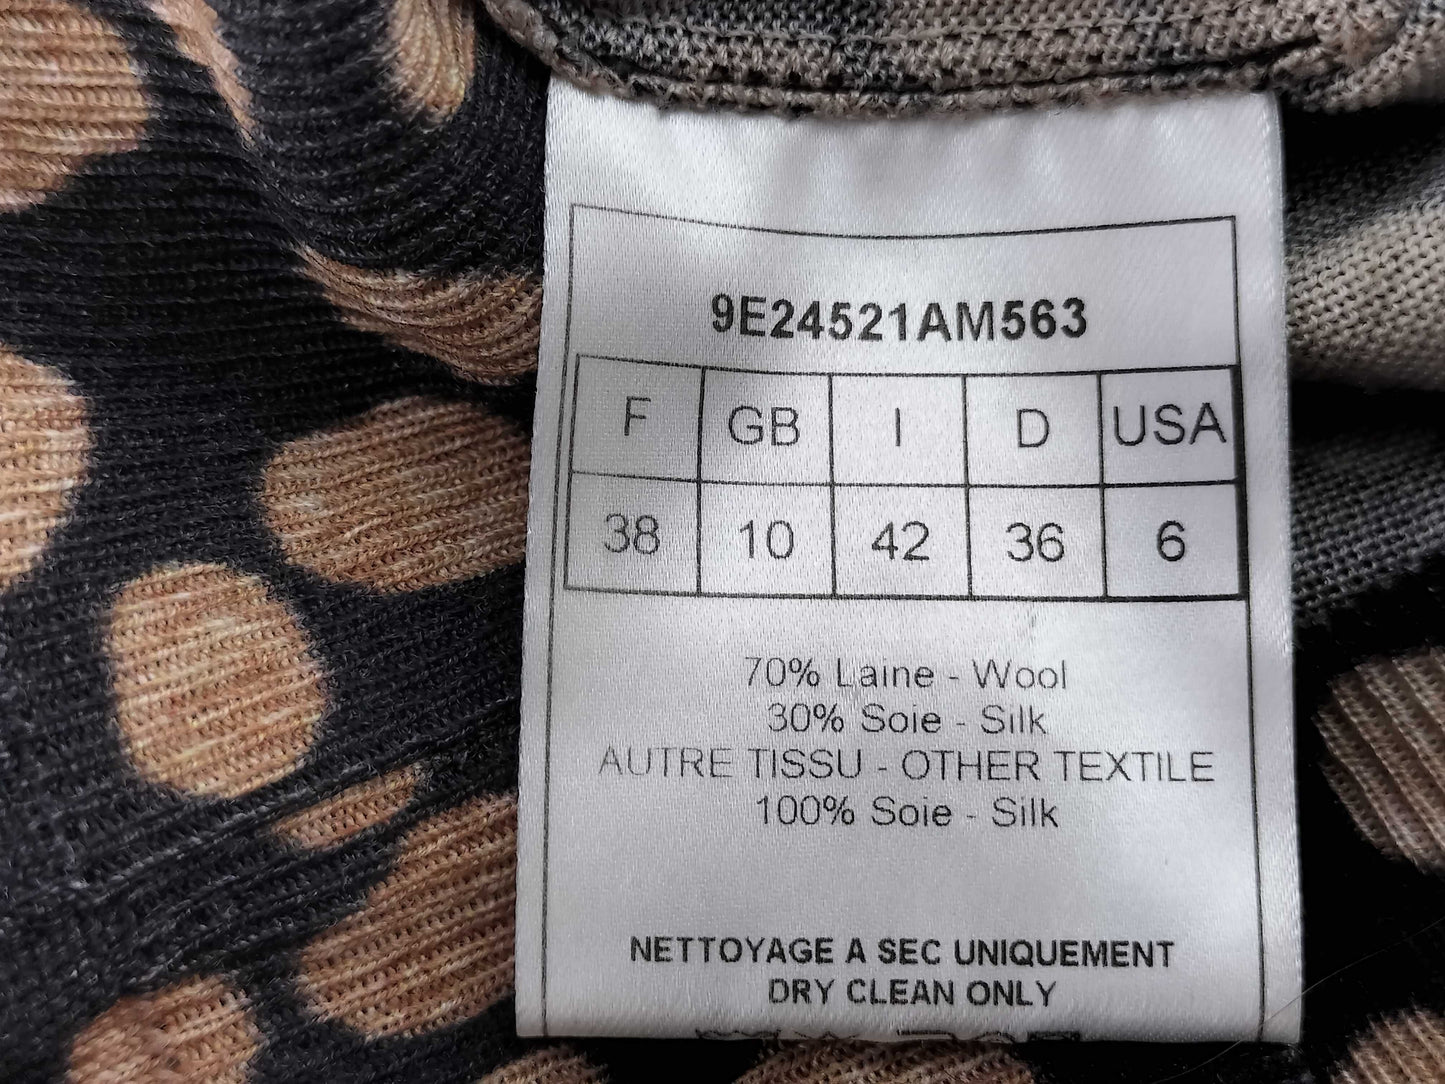 9E24521AM563
F GB I D USA
38 10 42 36 6
70% Laine - Wool
30% Soie - Silk
AUTRE TISSU - OTHER TEXTILE
100% Soie - Silk
NETTOYAGE A SEC UNIQUEMENT
DRY CLEAN ONLY